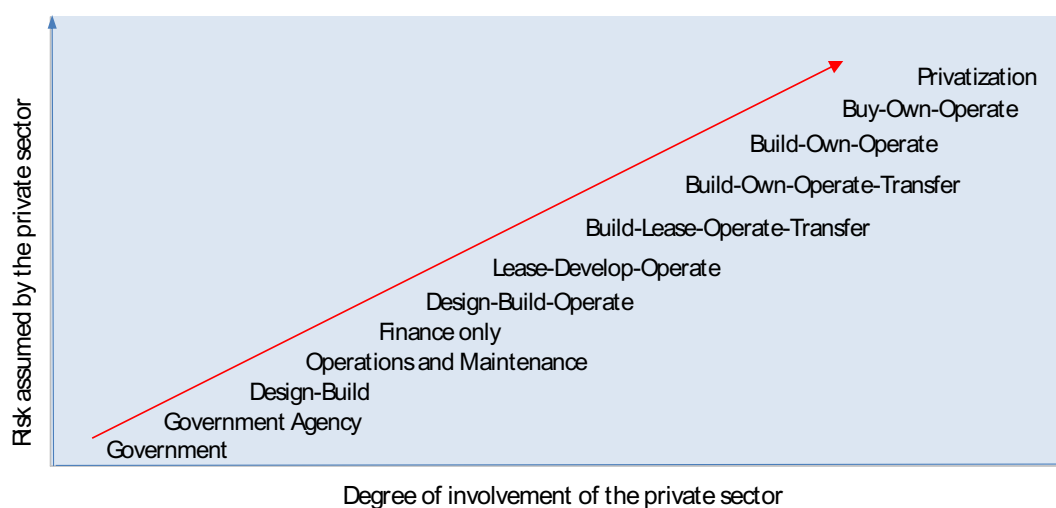 Risk assumed by the private sector
Privatization
Buy-Own-Operate
Build-Own-Operate
Build-Own-Operate-Transfer
Build-Lease-Operate-Transfer
Lease-Develop-Operate
Design-Build-Operate
Finance only
Operations and Maintenance
Design-Build
Government Agency
Government
Degree of involvement of the private sector